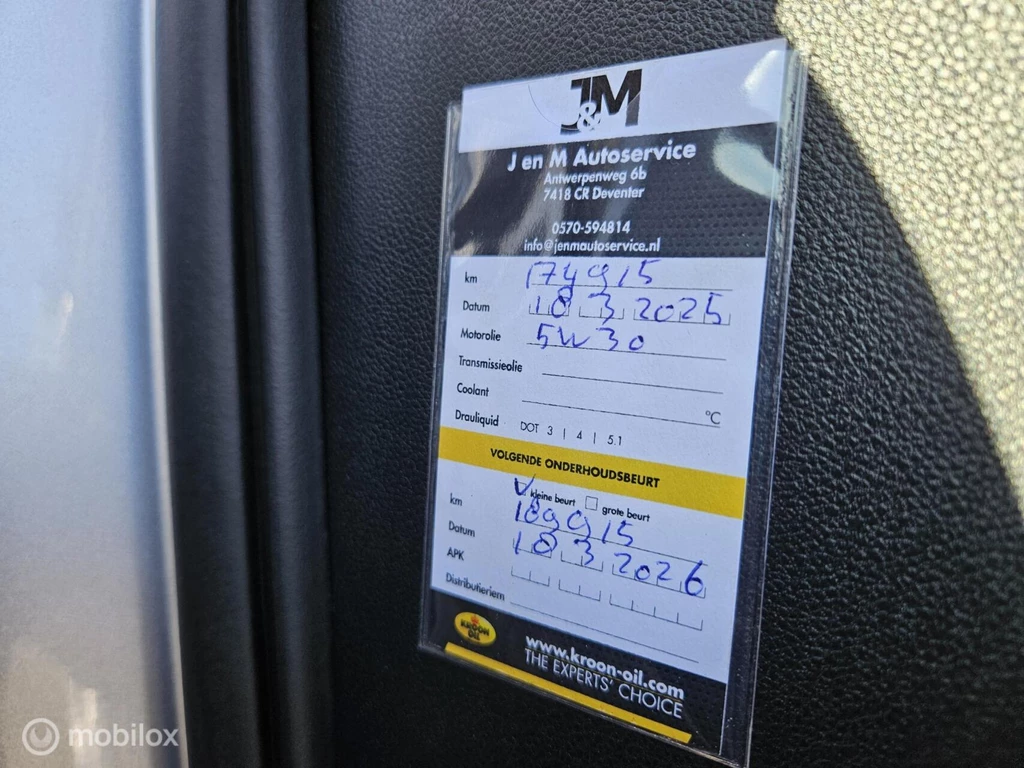 J&M
J en M Autoservice
Antwerpenweg 6b
7418 CR Deventer
0570-594814
info@jenmautoservice.nl
km 174915
Datum 18 3 2025
Motorolie 5W30
Transmissieolie
Coolant °C
Drauliquid DOT 3 | 4 | 5.1
VOLGENDE ONDERHOUDSBEURT
kleine beurt grote beurt
km 189915
Datum 18 3 2026
APK
Distributieriem
KROON OIL
www.kroon-oil.com
THE EXPERTS' CHOICE
mobilox